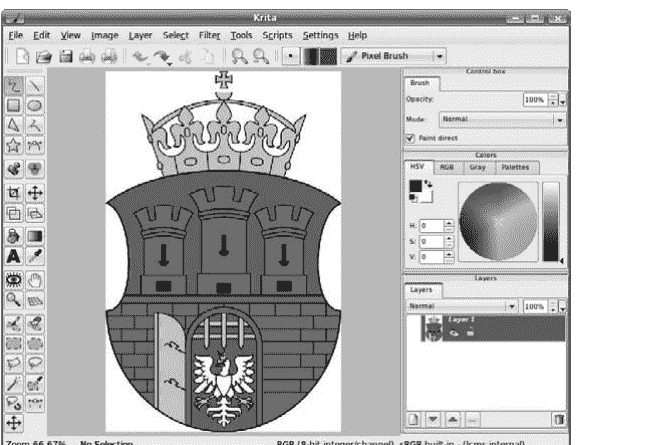 Krita
File Edit View Image Layer Select Filter Tools Scripts Settings Help
Pixel Brush
Control box
Brush
Opacity: 100%
Mode: Normal
Paint direct
Colors
HSV RGB Gray Palettes
H: 0
S: 0
V: 0
Layers
Layers
Normal 100%
Layer 1
Zoom 66.67% No Selection RGB (8-bit integer/channel), sRGB built-in - (lcms internal)